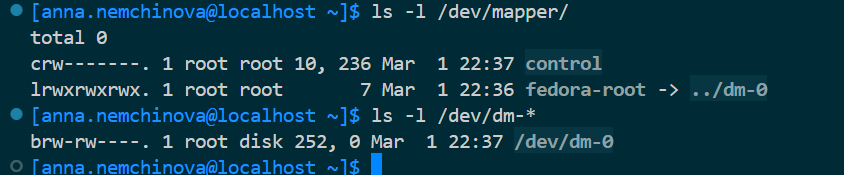 [anna.nemchinova@localhost ~]$ ls -l /dev/mapper/
total 0
crw-------. 1 root root 10, 236 Mar  1 22:37 control
lrwxrwxrwx. 1 root root       7 Mar  1 22:36 fedora-root -> ../dm-0
[anna.nemchinova@localhost ~]$ ls -l /dev/dm-*
brw-rw----. 1 root disk 252, 0 Mar  1 22:37 /dev/dm-0
[anna.nemchinova@localhost ~]$